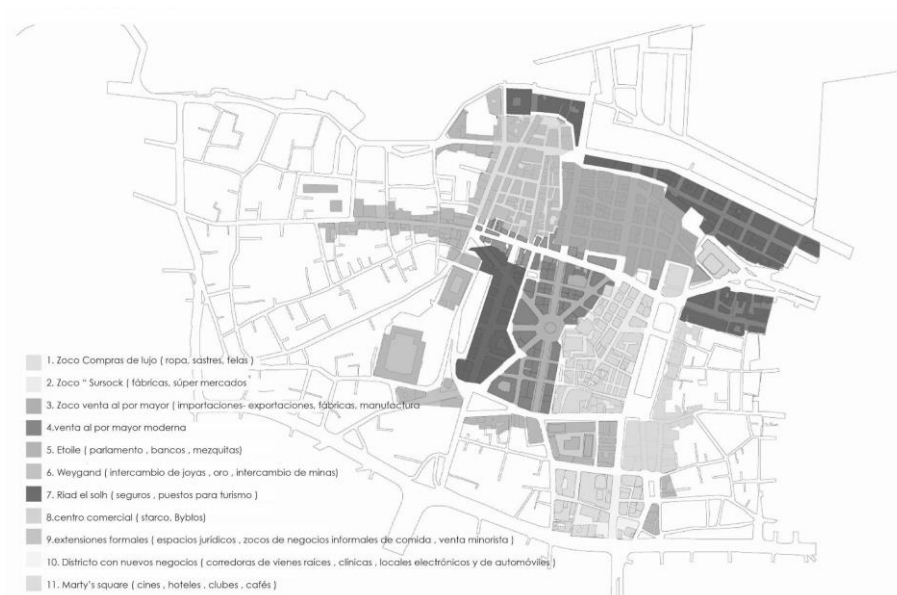 1. Zoco Compras de lujo ( ropa, sastres, telas )
2. Zoco " Sursock ( fábricas, súper mercados
3. Zoco venta al por mayor ( importaciones- exportaciones, fábricas, manufactura
4.venta al por mayor moderna
5. Etoile ( parlamento , bancos , mezquitas)
6. Weygand ( intercambio de joyas , oro , intercambio de minas)
7. Riad el solh ( seguros , puestos para turismo )
8.centro comercial ( starco, Byblos)
9.extensiones formales ( espacios jurídicos , zocos de negocios informales de comida , venta minorista )
10. Districto con nuevos negocios ( corredoras de vienes raíces , clínicas , locales electrónicos y de automóviles )
11. Marty's square ( cines , hoteles , clubes , cafés )